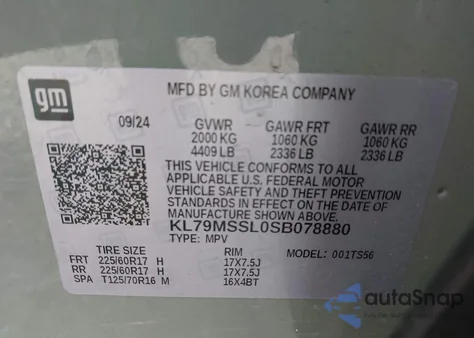 gm
MFD BY GM KOREA COMPANY
09/24 GVWR GAWR FRT GAWR RR
2000 KG 1060 KG 1060 KG
4409 LB 2336 LB 2336 LB
THIS VEHICLE CONFORMS TO ALL
APPLICABLE U.S. FEDERAL MOTOR
VEHICLE SAFETY AND THEFT PREVENTION
STANDARDS IN EFFECT ON THE DATE OF
MANUFACTURE SHOWN ABOVE.
KL79MSSL0SB078880
TYPE: MPV MODEL: 001TS56
TIRE SIZE RIM
FRT 225/60R17 H 17X7.5J
RR 225/60R17 H 17X7.5J
SPA T125/70R16 M 16X4BT
autoSnap